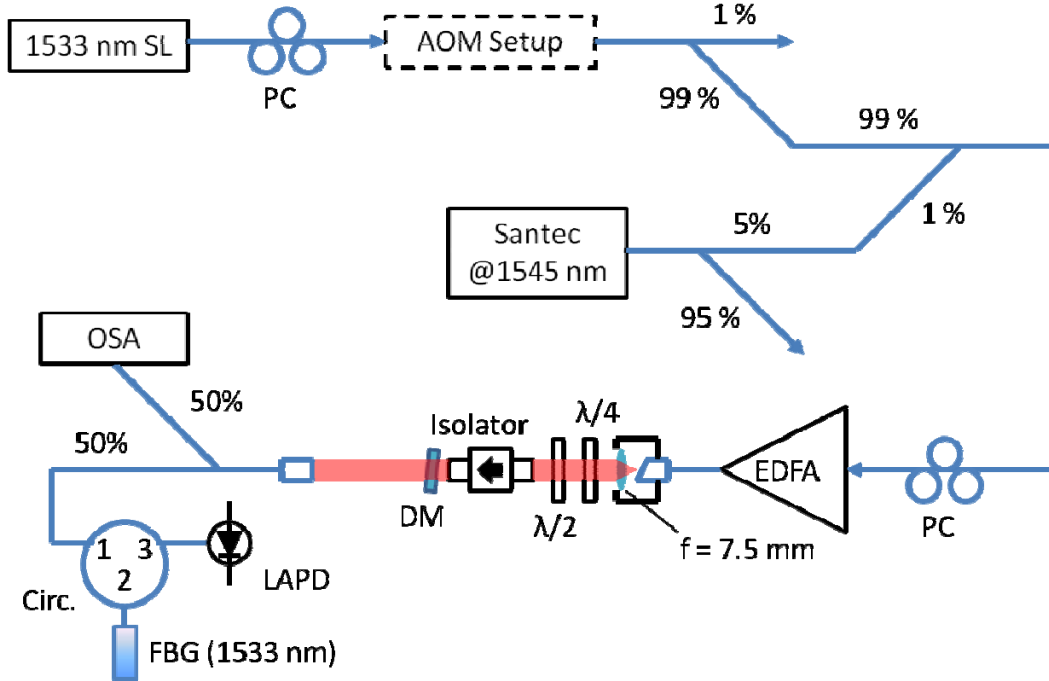 1533 nm SL
PC
AOM Setup
1 %
99 %
99 %
1 %
Santec
@1545 nm
5%
95 %
OSA
50%
50%
Isolator
λ/4
DM
λ/2
f = 7.5 mm
EDFA
PC
1 3
2
Circ.
LAPD
FBG (1533 nm)